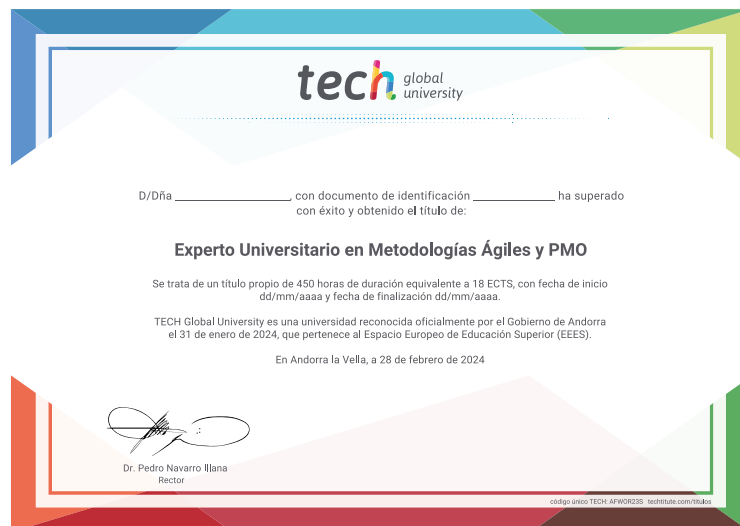 tech global
university
D/Dña ____________, con documento de identificación ____________ ha superado
con éxito y obtenido el título de:
Experto Universitario en Metodologías Ágiles y PMO
Se trata de un título propio de 450 horas de duración equivalente a 18 ECTS, con fecha de inicio
dd/mm/aaaa y fecha de finalización dd/mm/aaaa.
TECH Global University es una universidad reconocida oficialmente por el Gobierno de Andorra
el 31 de enero de 2024, que pertenece al Espacio Europeo de Educación Superior (EEES).
En Andorra la Vella, a 28 de febrero de 2024
Dr. Pedro Navarro Illana
Rector
código único TECH: AFWOR23S techtitute.com/titulos